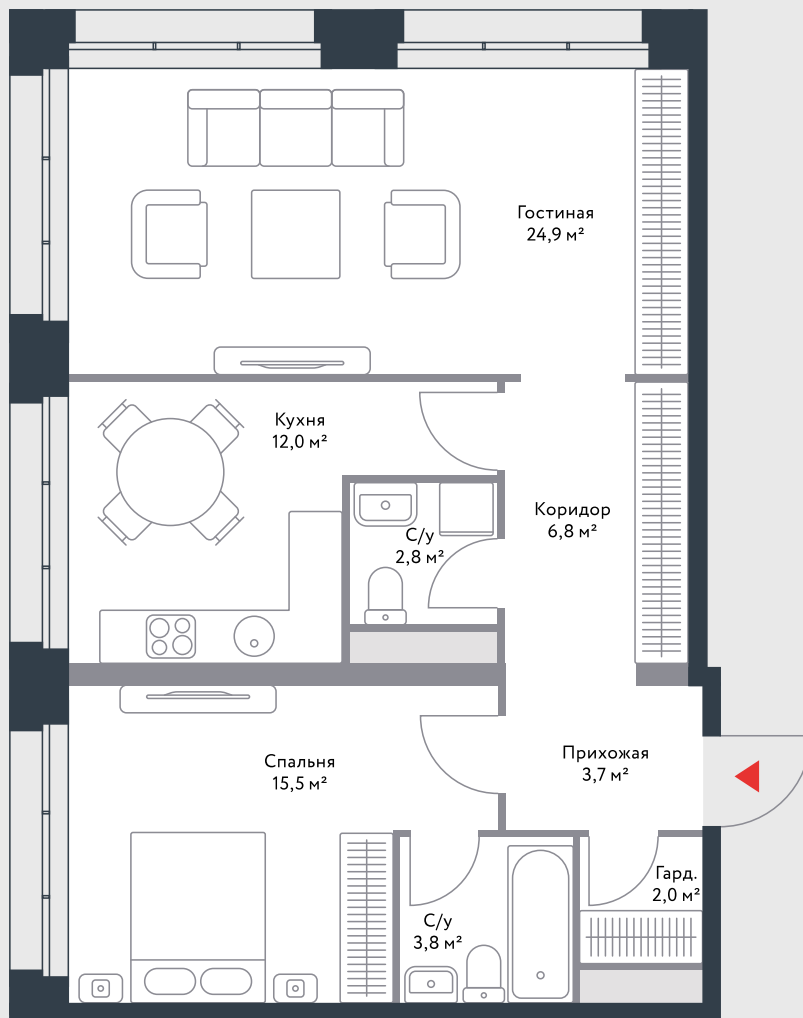 Гостиная
24,9 м²
Кухня
12,0 м²
Коридор
6,8 м²
С/у
2,8 м²
Спальня
15,5 м²
Прихожая
3,7 м²
Гард.
2,0 м²
С/у
3,8 м²